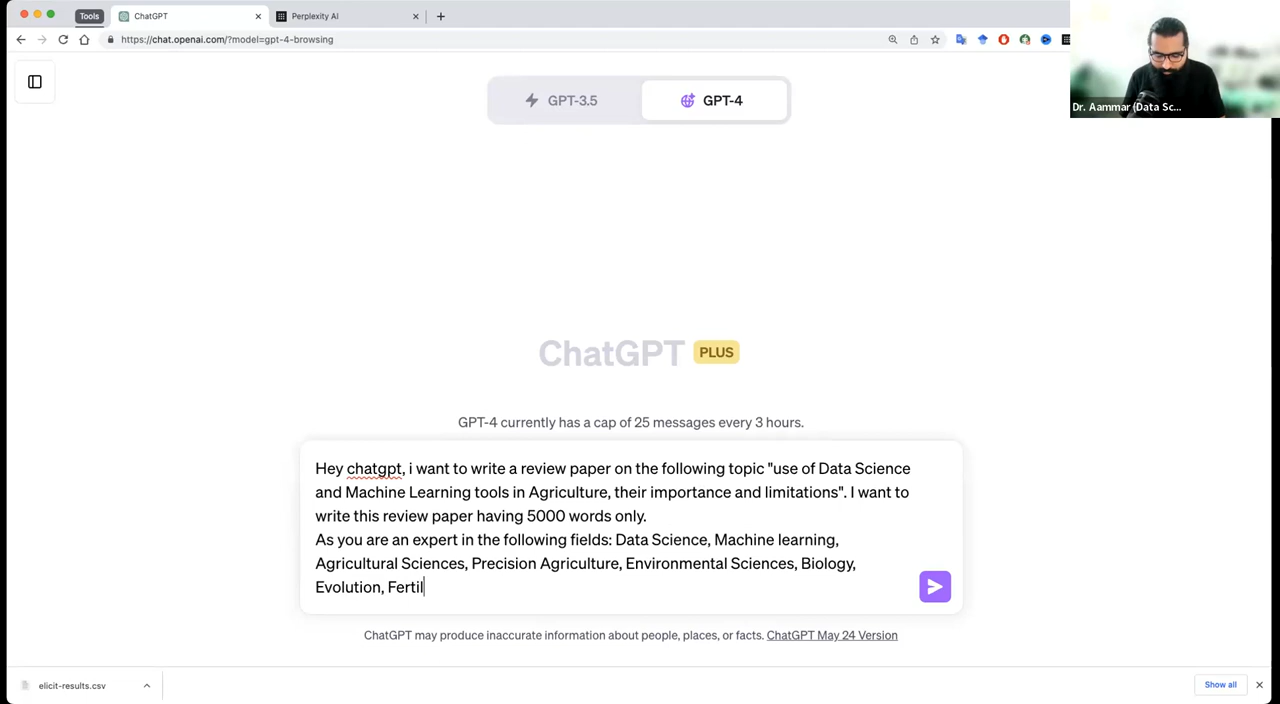 Tools
ChatGPT
Perplexity AI
https://chat.openai.com/?model=gpt-4-browsing
GPT-3.5
GPT-4
Dr. Aammar (Data Sc...
ChatGPT PLUS
GPT-4 currently has a cap of 25 messages every 3 hours.
Hey chatgpt, i want to write a review paper on the following topic "use of Data Science
and Machine Learning tools in Agriculture, their importance and limitations". I want to
write this review paper having 5000 words only.
As you are an expert in the following fields: Data Science, Machine learning,
Agricultural Sciences, Precision Agriculture, Environmental Sciences, Biology,
Evolution, Fertil
ChatGPT may produce inaccurate information about people, places, or facts. ChatGPT May 24 Version
elicit-results.csv
Show all